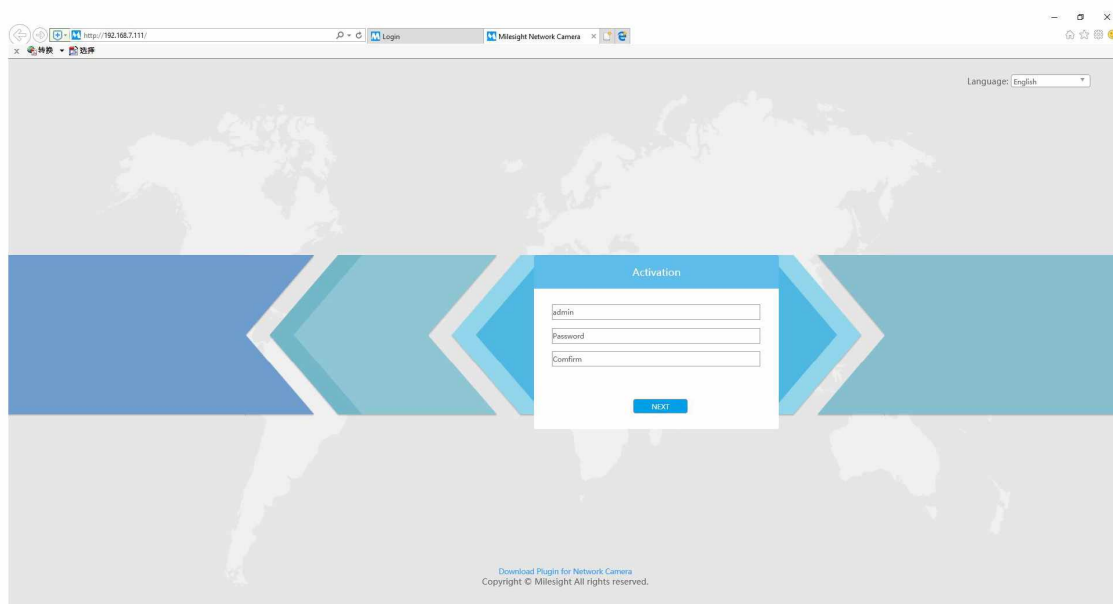 http://192.168.7.111/
Login
Milesight Network Camera
x 转换 选择
Language: English
Activation
admin
Password
Comfirm
NEXT
Download Plugin for Network Camera
Copyright © Milesight All rights reserved.